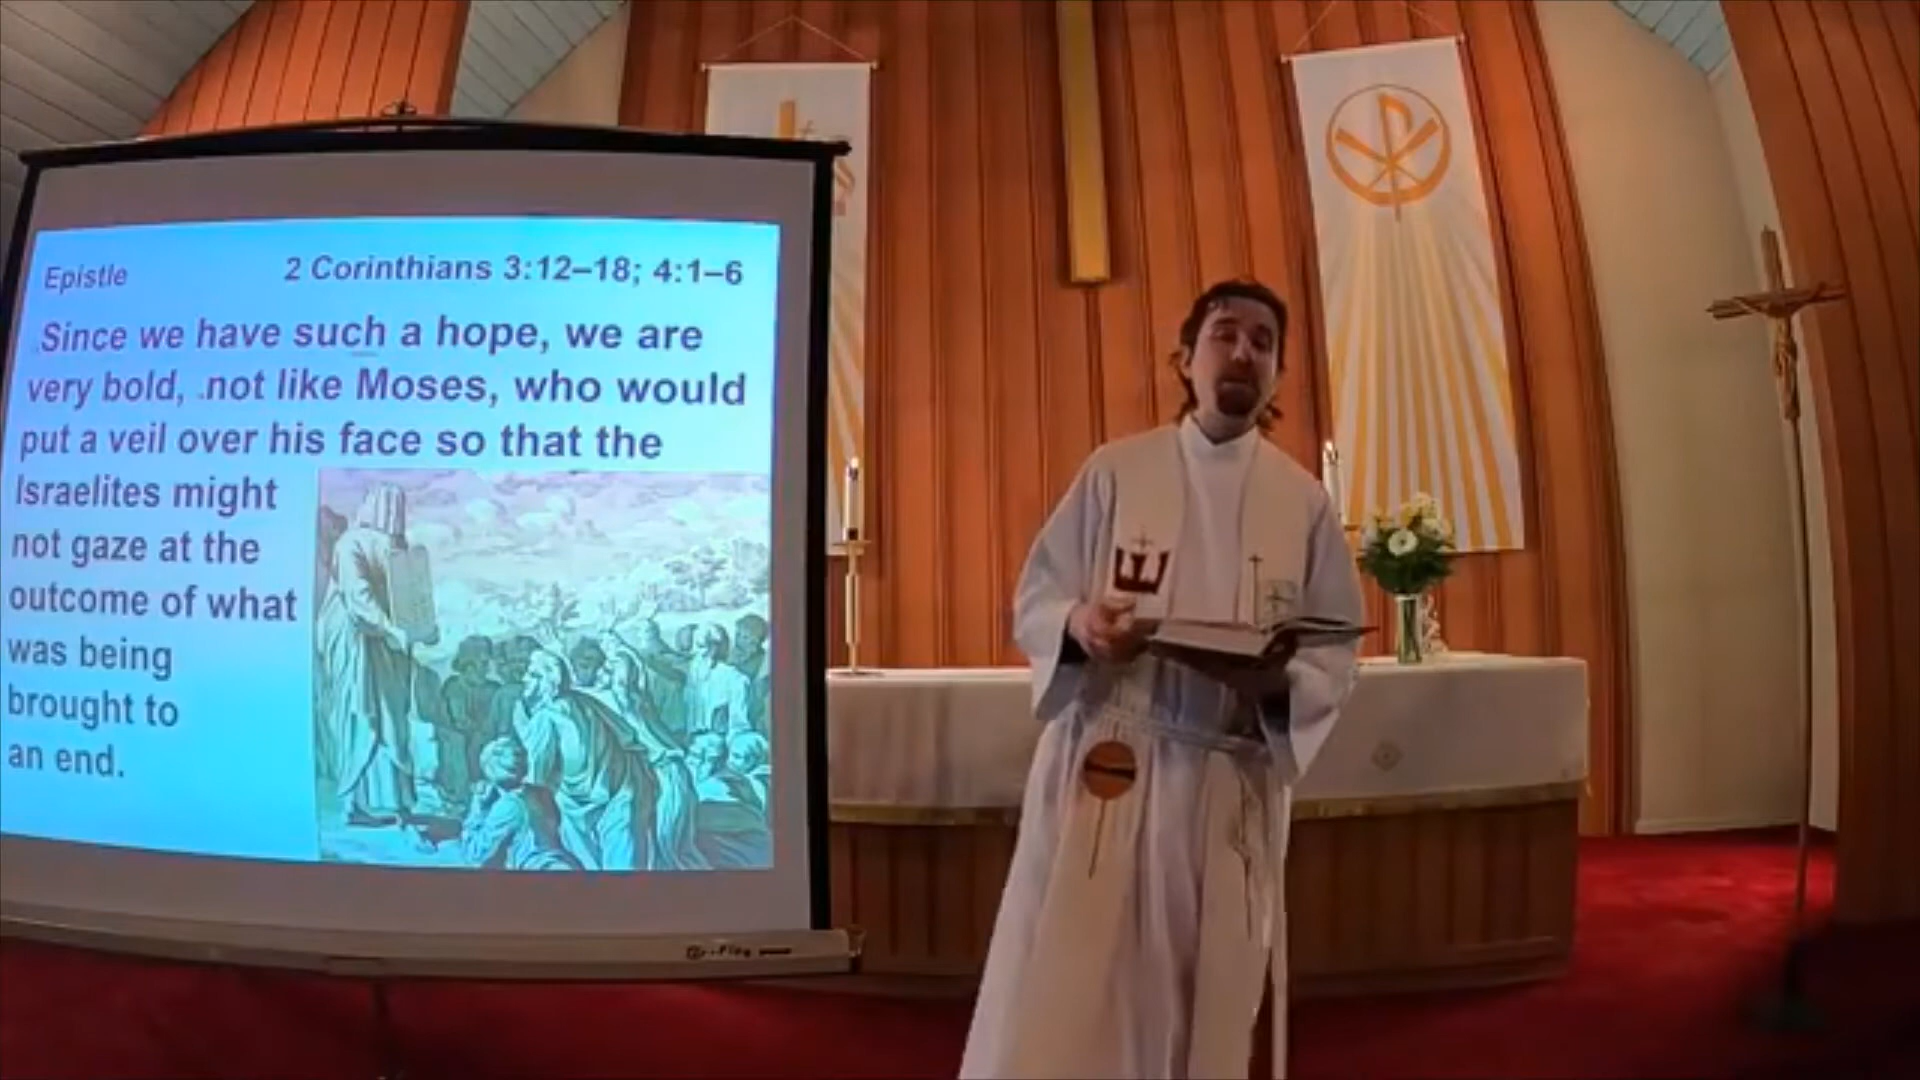 Epistle 2 Corinthians 3:12–18; 4:1–6
Since we have such a hope, we are
very bold, not like Moses, who would
put a veil over his face so that the
Israelites might
not gaze at the
outcome of what
was being
brought to
an end.